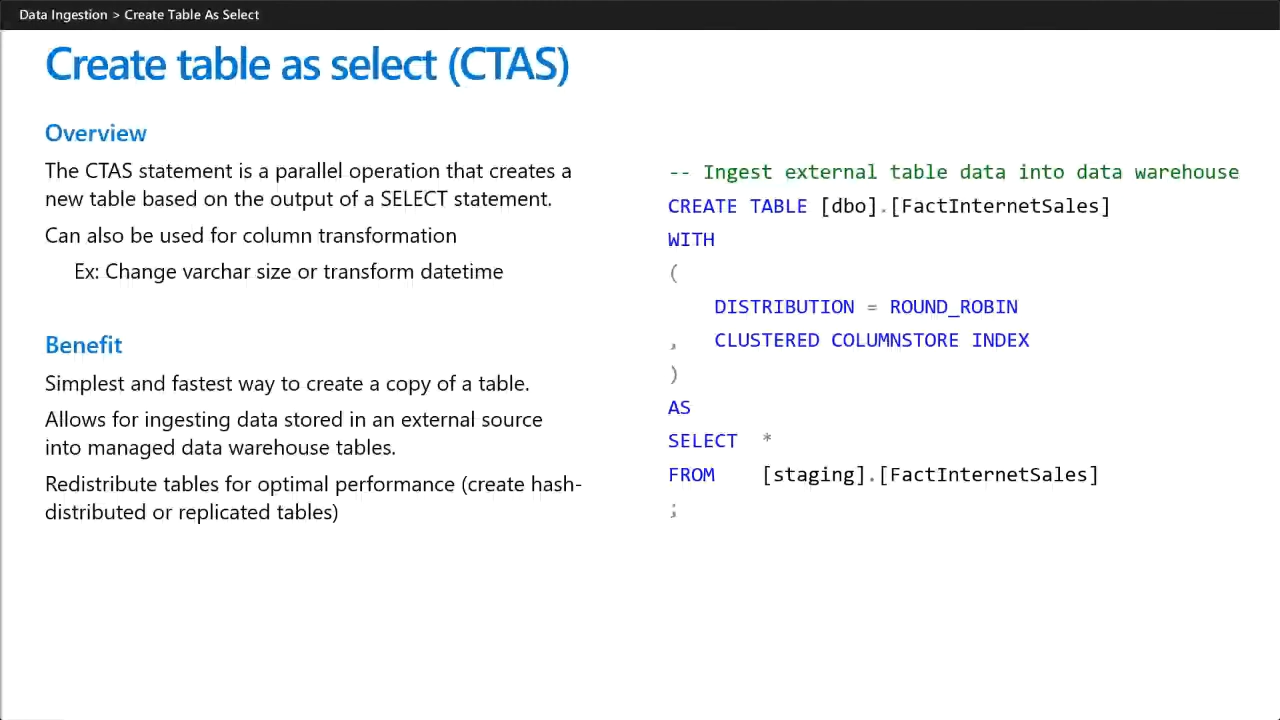 Data Ingestion > Create Table As Select
Create table as select (CTAS)
Overview
The CTAS statement is a parallel operation that creates a
new table based on the output of a SELECT statement.
Can also be used for column transformation
Ex: Change varchar size or transform datetime
Benefit
Simplest and fastest way to create a copy of a table.
Allows for ingesting data stored in an external source
into managed data warehouse tables.
Redistribute tables for optimal performance (create hash-
distributed or replicated tables)
-- Ingest external table data into data warehouse
CREATE TABLE [dbo].[FactInternetSales]
WITH
(
DISTRIBUTION = ROUND_ROBIN
, CLUSTERED COLUMNSTORE INDEX
)
AS
SELECT *
FROM [staging].[FactInternetSales]
;